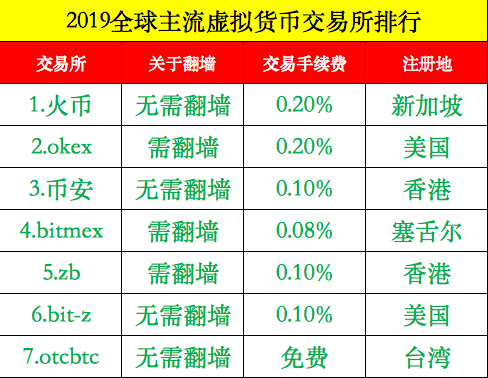 2019全球主流虚拟货币交易所排行
交易所 关于翻墙 交易手续费 注册地
1.火币 无需翻墙 0.20% 新加坡
2.okex 需翻墙 0.20% 美国
3.币安 无需翻墙 0.10% 香港
4.bitmex 需翻墙 0.08% 塞舌尔
5.zb 需翻墙 0.10% 香港
6.bit-z 无需翻墙 0.10% 美国
7.otcbtc 无需翻墙 免费 台湾